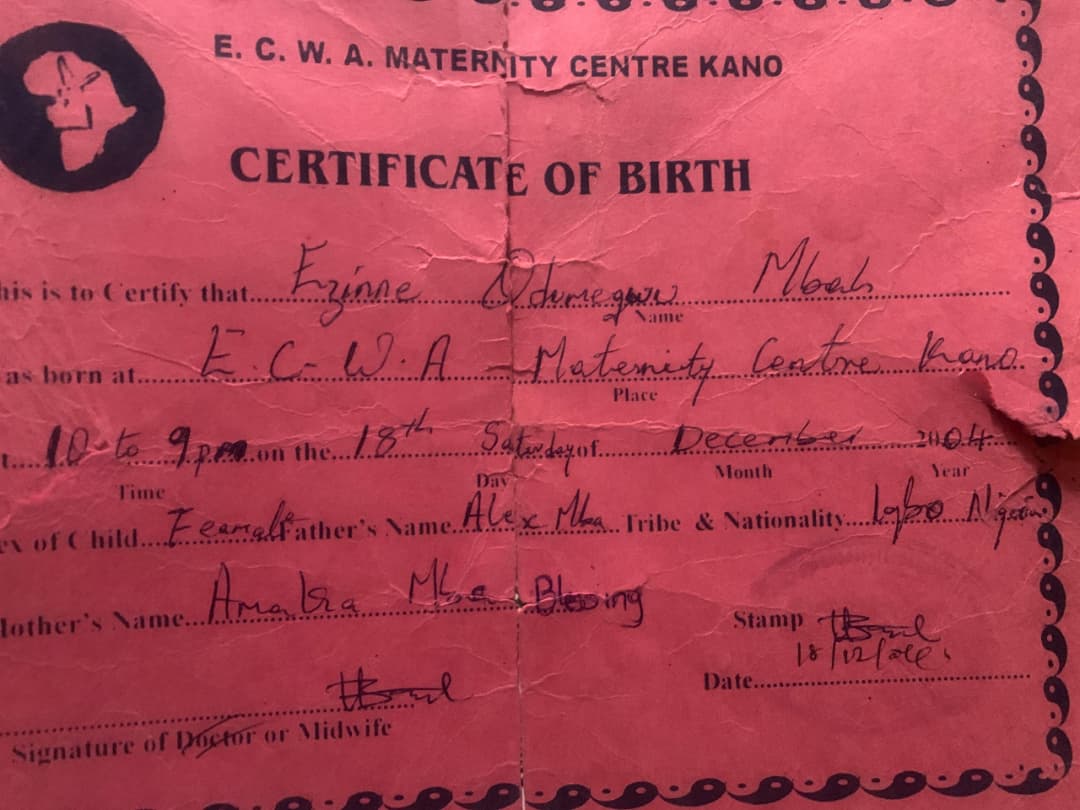 E. C. W. A. MATERNITY CENTRE KANO
CERTIFICATE OF BIRTH
his is to Certify that Ezinne Odumegwu Mbah
Name
as born at E.C.W.A Maternity Centre Kano
Place
t 10 to 9pm on the 18th Saturday of December 2004
Time Day Month Year
ex of Child Feamale Father's Name Alex Mba Tribe & Nationality Igbo Nigeria
Mother's Name Amaka Mba Blessing
Stamp
18/12/04
Date
Signature of Doctor or Midwife